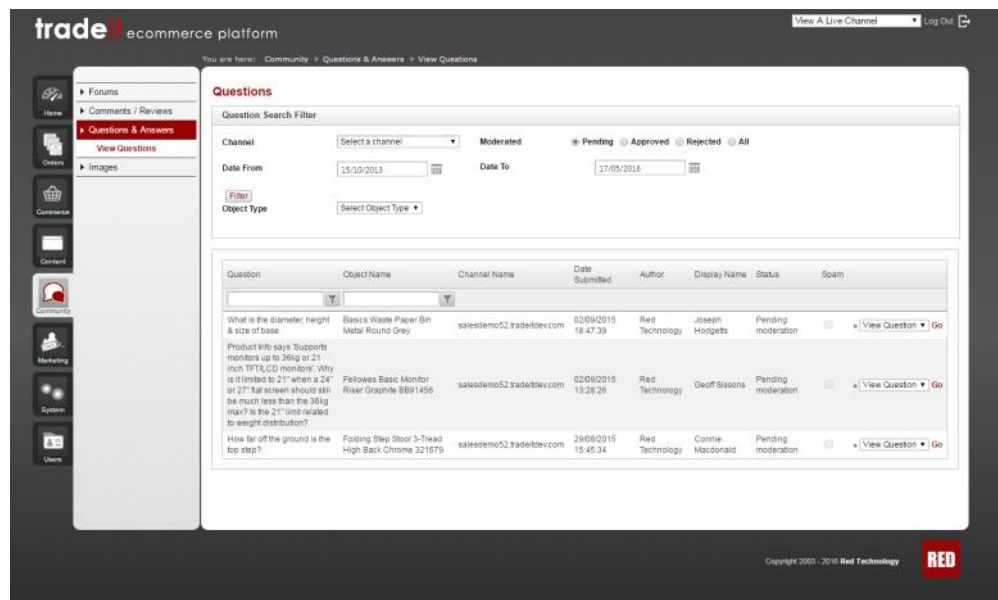 tradeit ecommerce platform
View A Live Channel
Log Out
You are here: Community > Questions & Answers > View Questions
Home
Orders
Commerce
Content
Community
Marketing
System
Users
Forums
Comments / Reviews
Questions & Answers
View Questions
Images
Questions
Question Search Filter
Channel Select a channel Moderated Pending Approved Rejected All
Date From 15/10/2013 Date To 17/05/2016
Filter
Object Type Select Object Type
Question Object Name Channel Name Date Submitted Author Display Name Status Spam
What is the diameter, height
& size of base.
Basics Waste Paper Bin
Metal Round Grey
salesdemo52.tradeitdev.com
02/09/2015
18:47:39
Red
Technology
Joseph
Hodgetts
Pending
moderation
» View Question Go
Product Info says 'Supports
monitors up to 36kg or 21
inch TFT/LCD monitors'. Why
is it limited to 21" when a 24"
or 27" flat screen should still
be much less than the 36kg
max? Is the 21" limit related
to weight distribution?
Fellowes Basic Monitor
Riser Graphite BB91456
salesdemo52.tradeitdev.com
02/09/2015
13:28:26
Red
Technology
Geoff Sissons
Pending
moderation
» View Question Go
How far off the ground is the
top step?
Folding Step Stool 3-Tread
High Back Chrome 321679
salesdemo52.tradeitdev.com
29/08/2015
15:45:34
Red
Technology
Connie
Macdonald
Pending
moderation
» View Question Go
Copyright 2003 - 2016 Red Technology
RED